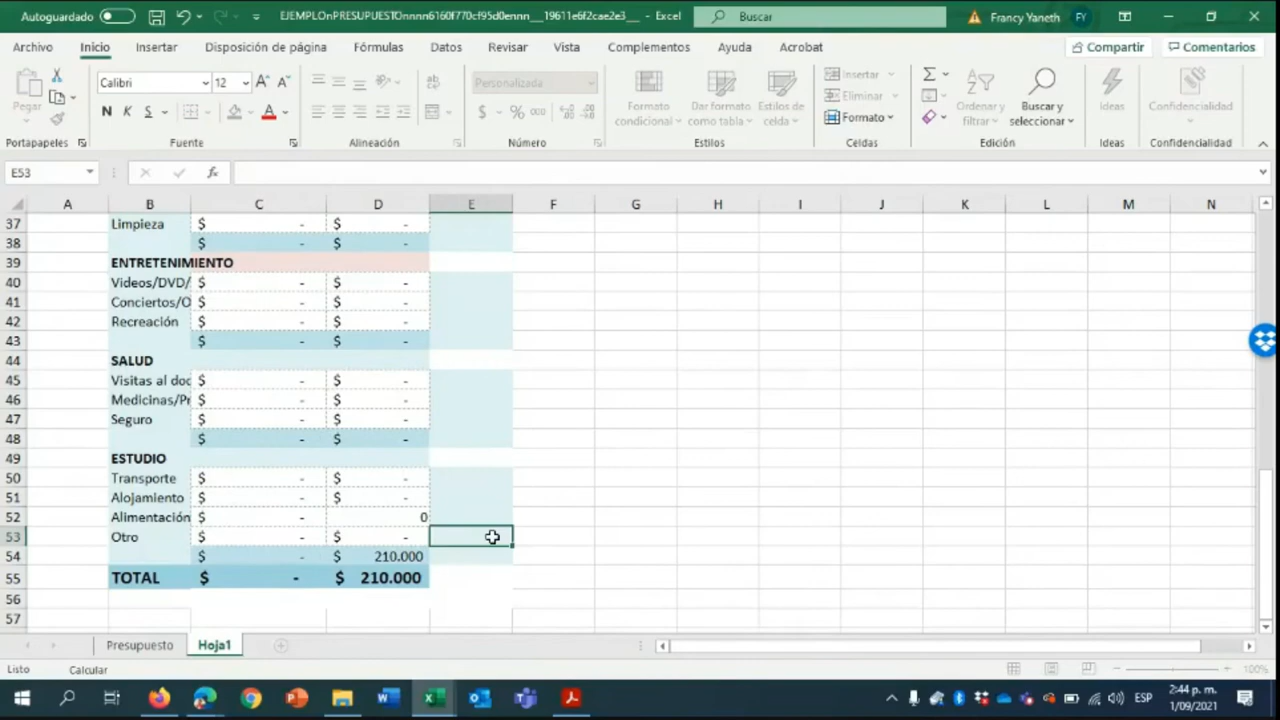 Autoguardado
EJEMPLOnPRESUPUESTOnnnn6160f770cf95d0ennn__19611e6f2cae2e3__ - Excel
Buscar
Francy Yaneth
FY
Archivo Inicio Insertar Disposición de página Fórmulas Datos Revisar Vista Complementos Ayuda Acrobat
Compartir
Comentarios
Pegar
Calibri 12
N K S
Personalizada
$ % 000
Formato condicional
Dar formato como tabla
Estilos de celda
Insertar
Eliminar
Formato
Ordenar y filtrar
Buscar y seleccionar
Ideas
Confidencialidad
Portapapeles Fuente Alineación Número Estilos Celdas Edición Ideas Confidencialidad
E53
fx
A B C D E F G H I J K L M N
37 Limpieza $ - $ -
38 $ - $ -
39 ENTRETENIMIENTO
40 Videos/DVD/ $ - $ -
41 Conciertos/O $ - $ -
42 Recreación $ - $ -
43 $ - $ -
44 SALUD
45 Visitas al doc $ - $ -
46 Medicinas/Pr $ - $ -
47 Seguro $ - $ -
48 $ - $ -
49 ESTUDIO
50 Transporte $ - $ -
51 Alojamiento $ - $ -
52 Alimentación $ - 0
53 Otro $ - $ -
54 $ - $ 210.000
55 TOTAL $ - $ 210.000
56
57
Presupuesto Hoja1
Listo Calcular
100%
ESP
2:44 p. m.
1/09/2021